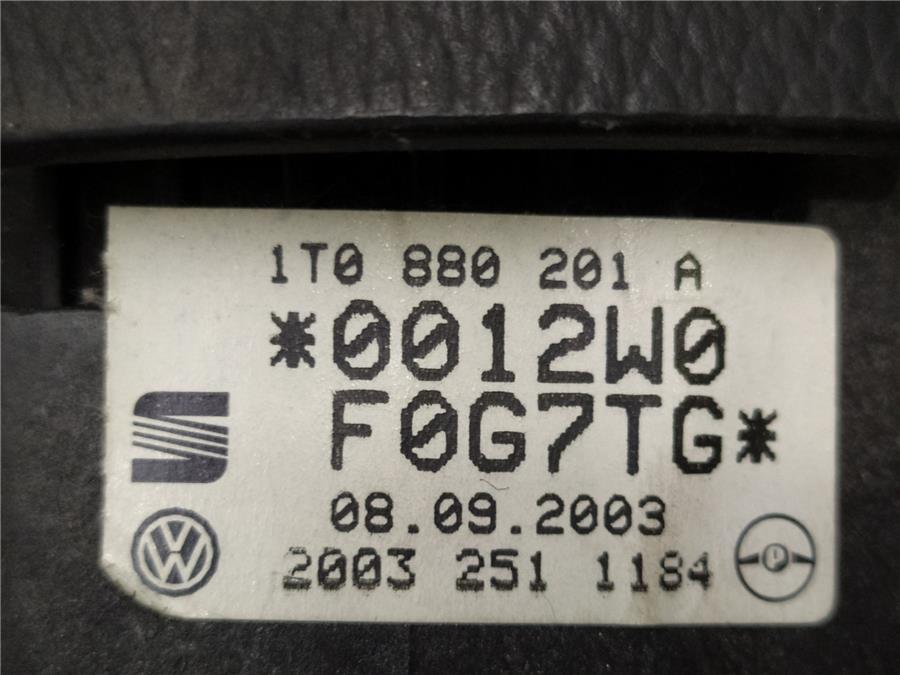 1T0 880 201 A
*0012W0
F0G7TG*
08.09.2003
2003 251 1184